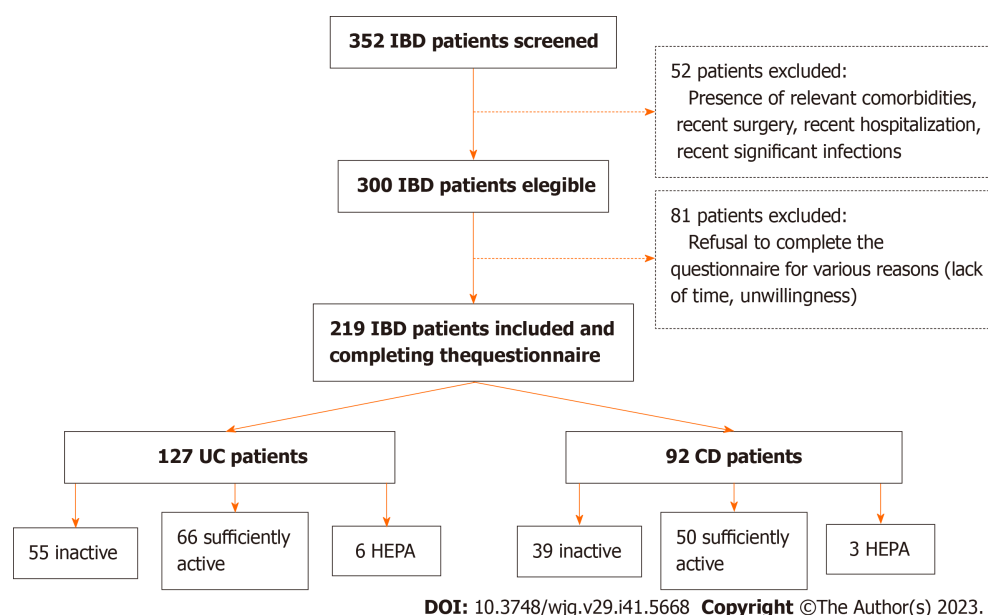 352 IBD patients screened
52 patients excluded:
Presence of relevant comorbidities,
recent surgery, recent hospitalization,
recent significant infections
300 IBD patients elegible
81 patients excluded:
Refusal to complete the
questionnaire for various reasons (lack
of time, unwillingness)
219 IBD patients included and
completing thequestionnaire
127 UC patients
92 CD patients
55 inactive
66 sufficiently
active
6 HEPA
39 inactive
50 sufficiently
active
3 HEPA
DOI: 10.3748/wjg.v29.i41.5668 Copyright ©The Author(s) 2023.